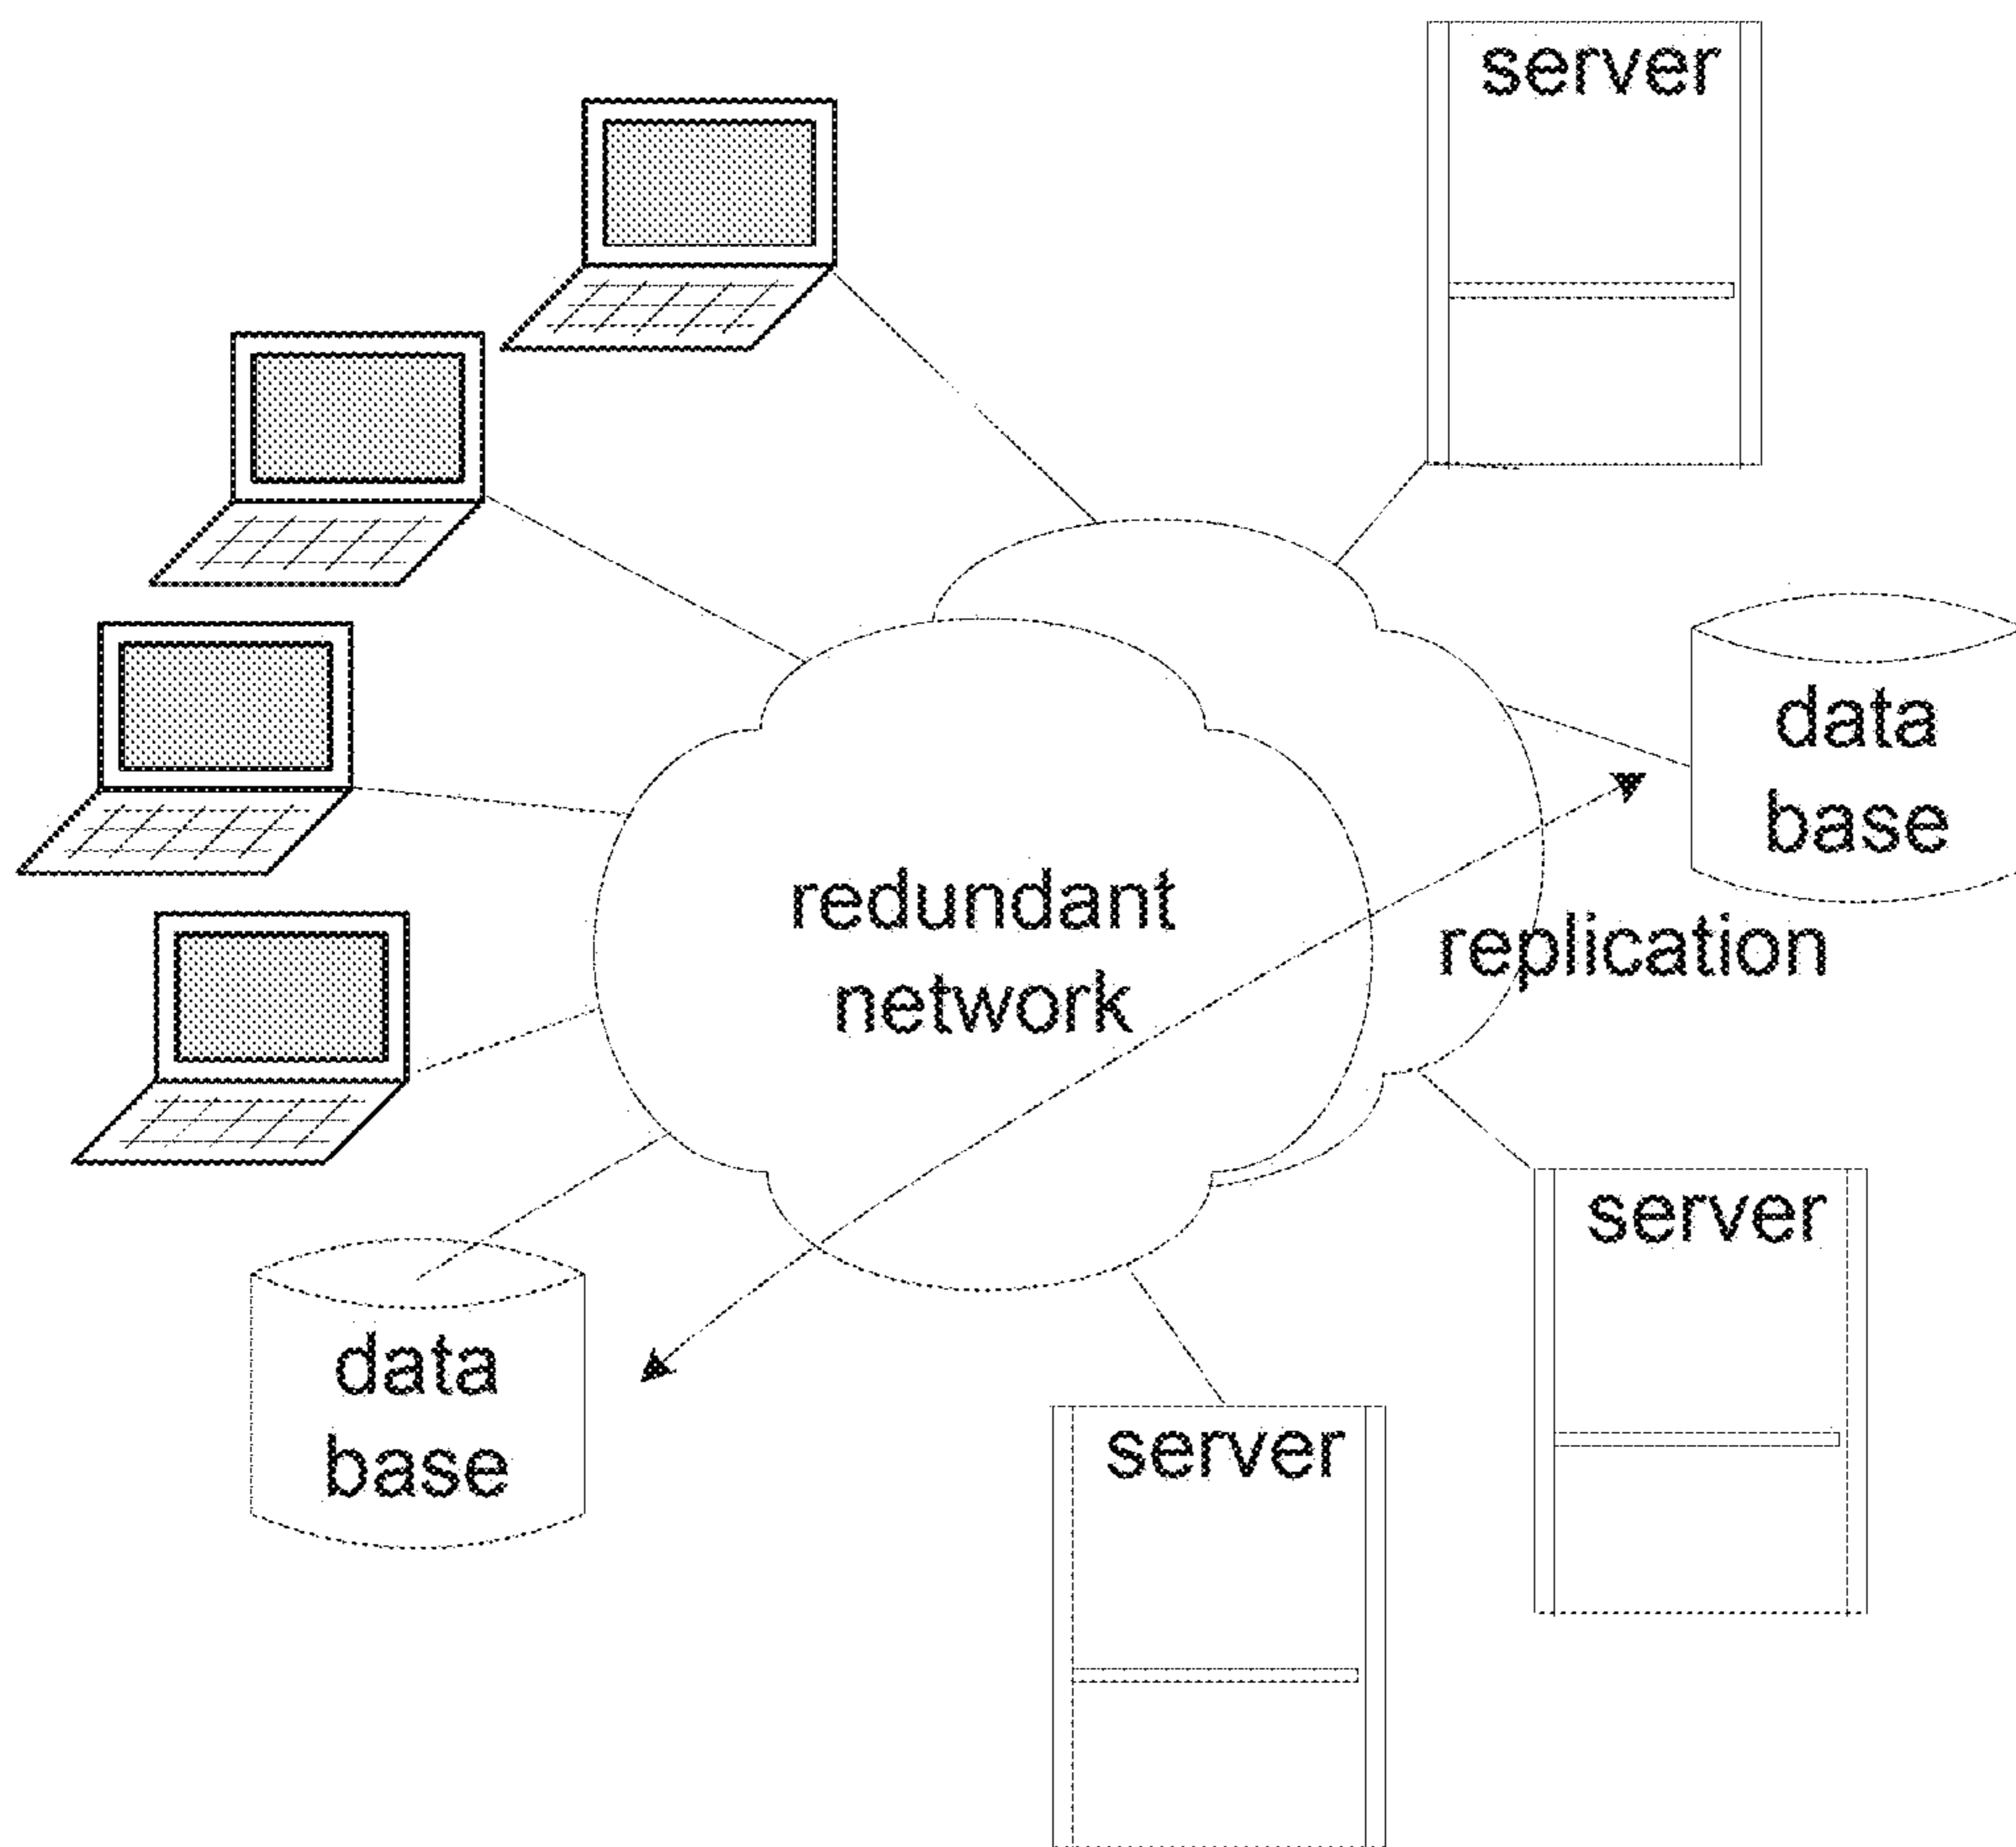 server
data
base
redundant
network
replication
server
data
base
server